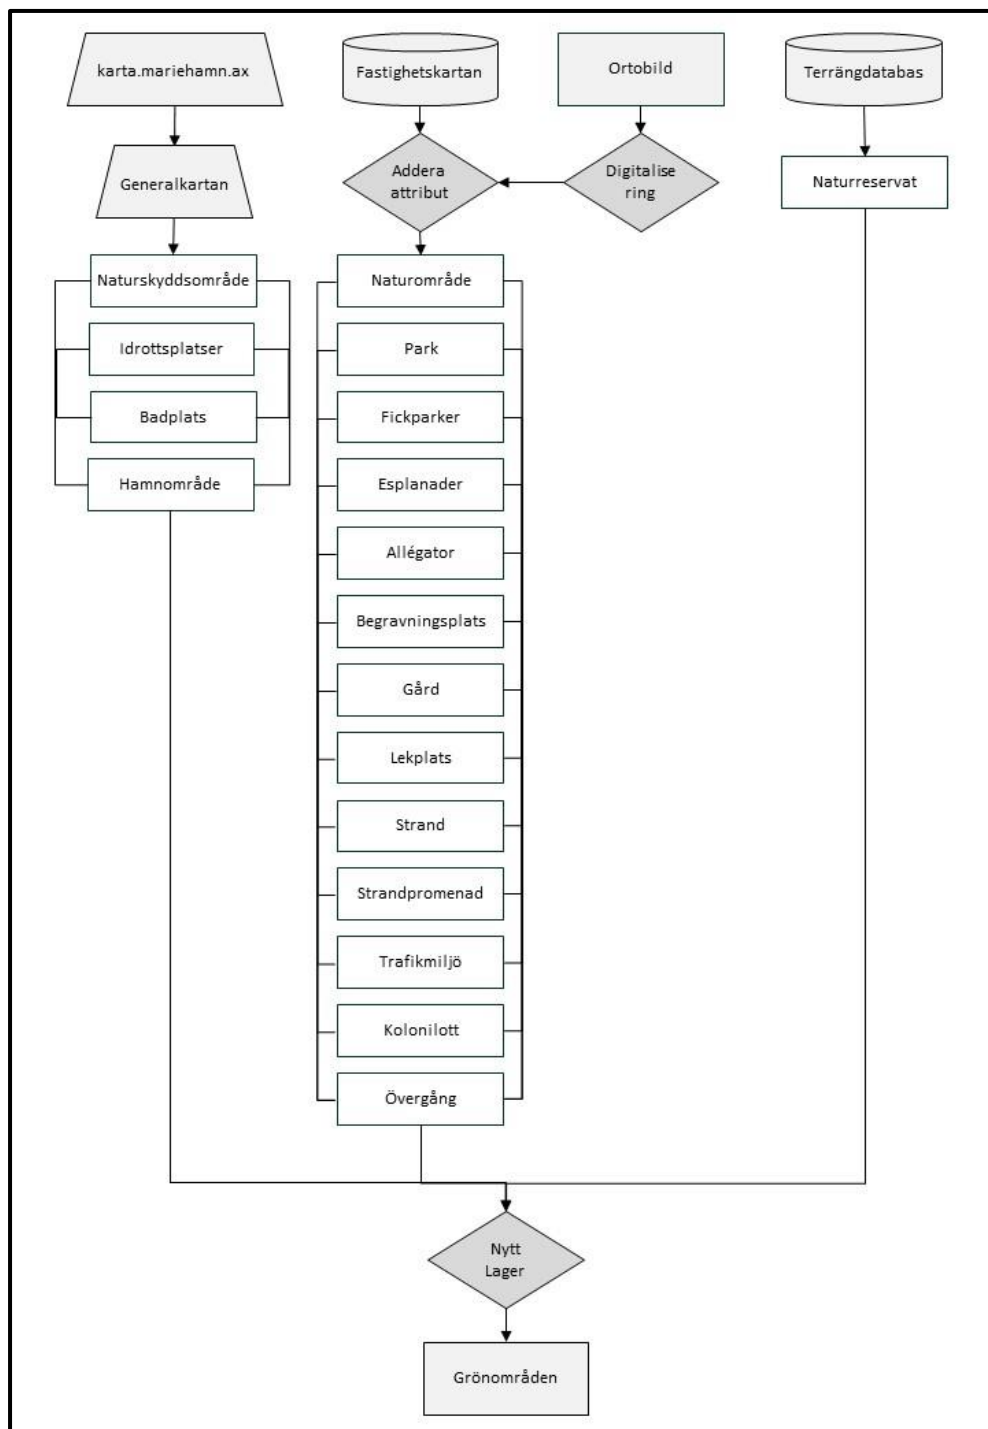 karta.mariehamn.ax
Fastighetskartan
Ortobild
Terrängdatabas
Generalkartan
Addera
attribut
Digitalise
ring
Naturreservat
Naturskyddsområde
Idrottsplatser
Badplats
Hamnområde
Naturområde
Park
Fickparker
Esplanader
Allégator
Begravningsplats
Gård
Lekplats
Strand
Strandpromenad
Trafikmiljö
Kolonilott
Övergång
Nytt
Lager
Grönområden